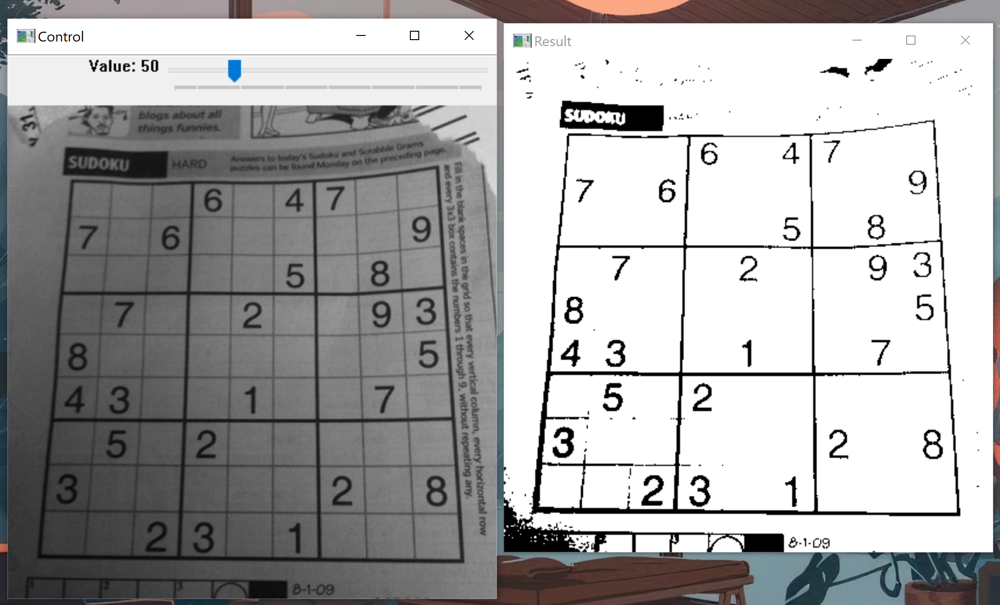 Control
Value: 50
31.
blogs about all
things funnies.
SUDOKU
HARD
Answers to today's Sudoku and Scrabble Grams
puzzles can be found Monday on the preceding page.
Fill in the blank spaces in the grid so that every vertical column, every horizontal row
and every 3x3 box contains the numbers 1 through 9, without repeating any.
6 4 7
7 6 9
5 8
7 2 9 3
8 5
4 3 1 7
5 2
3 2 8
2 3 1
1 2 3
8-1-09
Result
SUDOKU
6 4 7
7 6 9
5 8
7 2 9 3
8 5
4 3 1 7
5 2
3 2 8
2 3 1
8-1-09